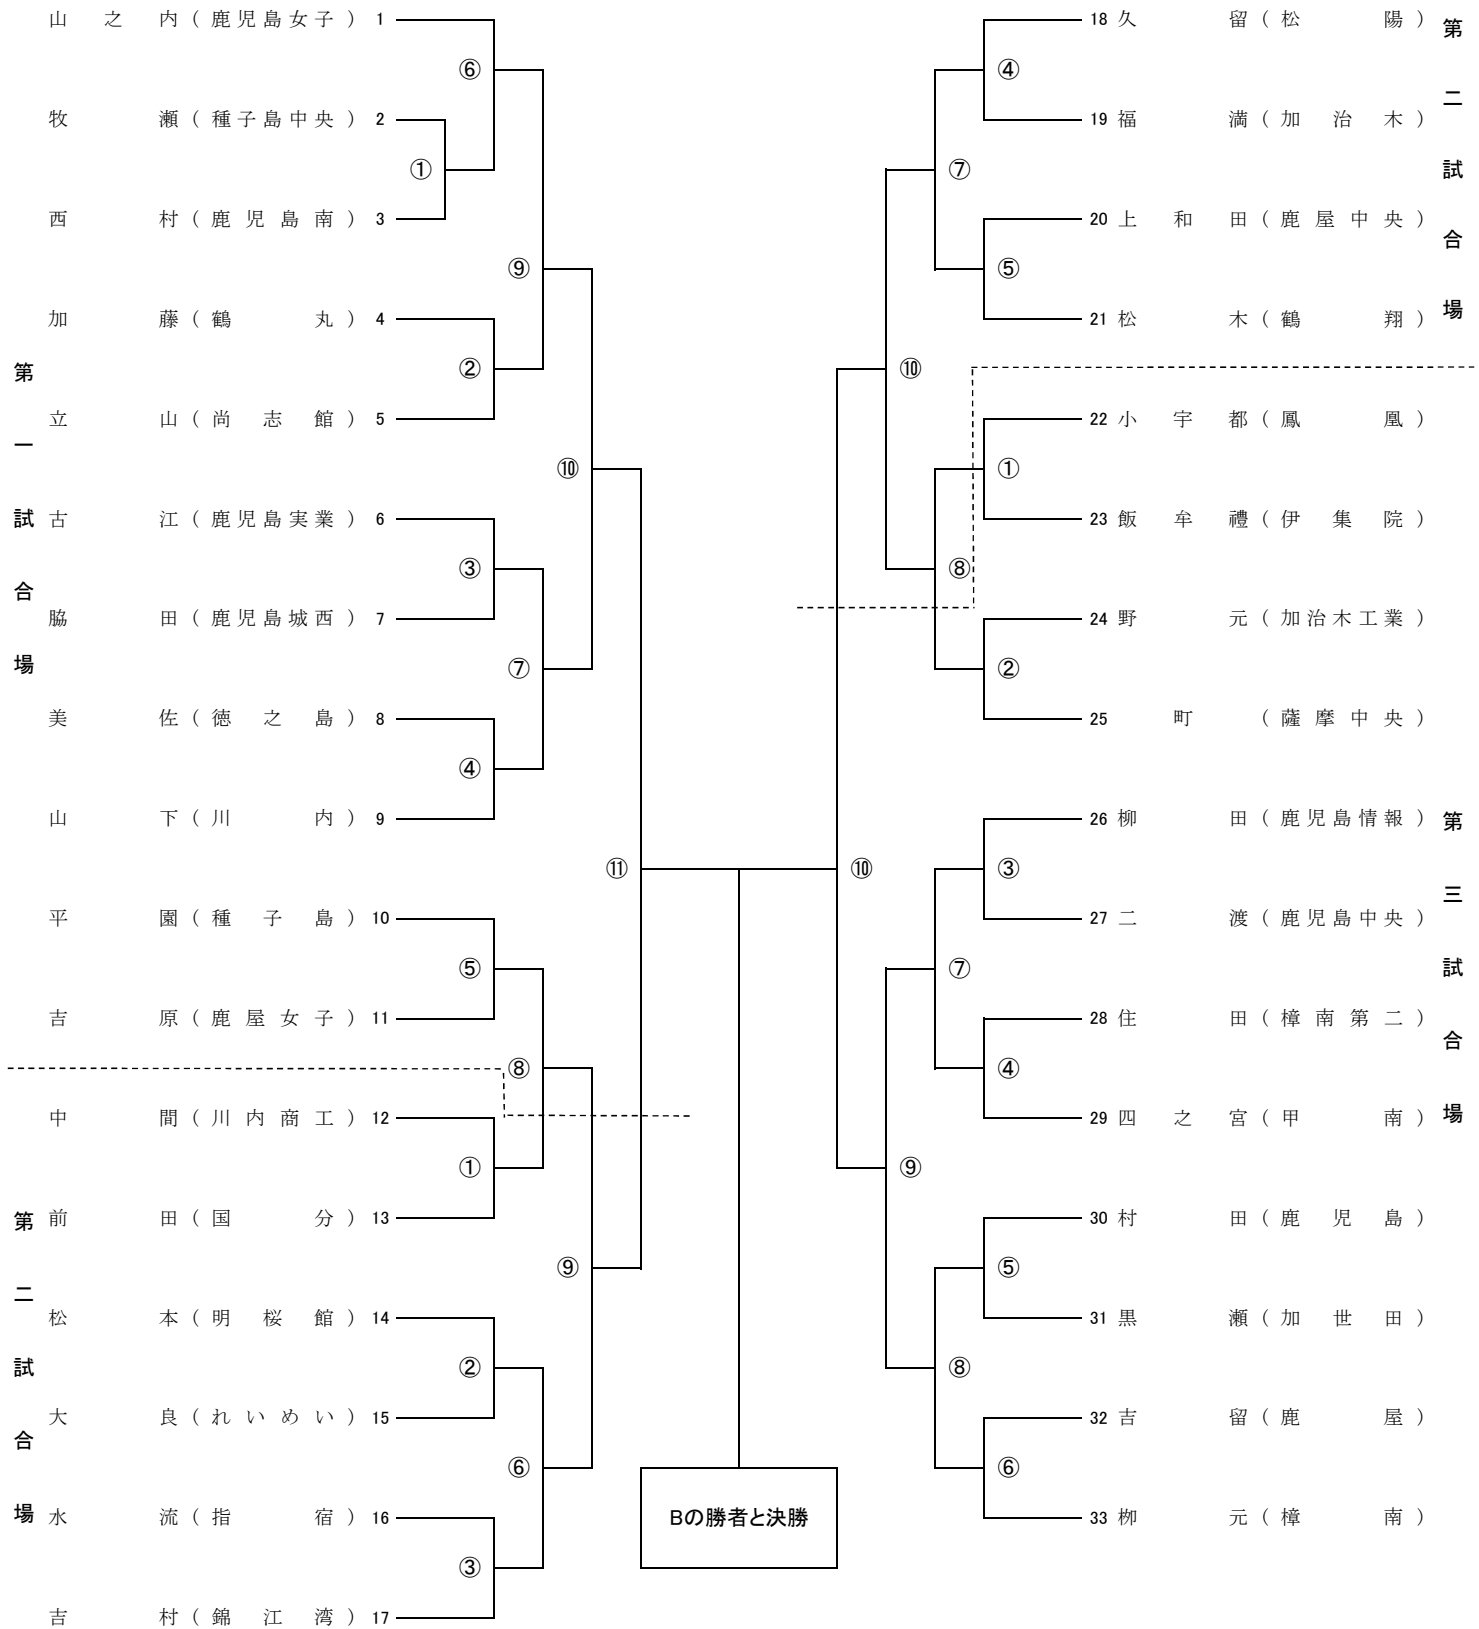 第一試合場
山之内（鹿児島女子） 1
⑥
牧瀬（種子島中央） 2
①
西村（鹿児島南） 3
⑨
加藤（鶴丸） 4
②
立山（尚志館） 5
⑩
古江（鹿児島実業） 6
③
脇田（鹿児島城西） 7
⑦
美佐（徳之島） 8
④
山下（川内） 9
⑪
平園（種子島） 10
⑤
吉原（鹿屋女子） 11
⑧
第二試合場
中間（川内商工） 12
①
前田（国分） 13
⑨
松本（明桜館） 14
②
大良（れいめい） 15
⑥
水流（指宿） 16
③
吉村（錦江湾） 17
Bの勝者と決勝
第二試合場
18 久留（松陽）
④
19 福満（加治木）
⑦
20 上和田（鹿屋中央）
⑤
21 松木（鶴翔）
⑩
22 小宇都（鳳凰）
①
23 飯牟禮（伊集院）
⑧
24 野元（加治木工業）
②
25 町（薩摩中央）
⑩
第三試合場
26 柳田（鹿児島情報）
③
27 二渡（鹿児島中央）
⑦
28 住田（樟南第二）
④
29 四之宮（甲南）
⑨
30 村田（鹿児島）
⑤
31 黒瀬（加世田）
⑧
32 吉留（鹿屋）
⑥
33 栁元（樟南）